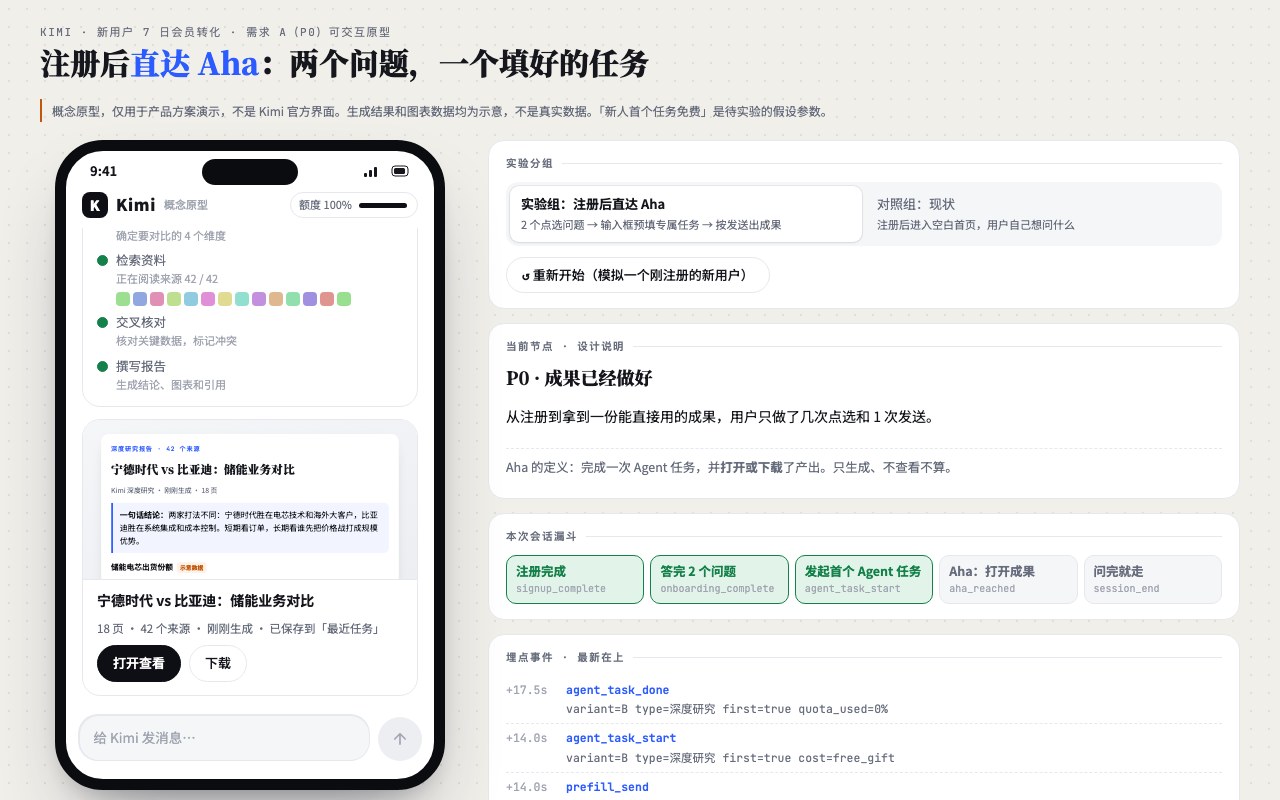 KIMI · 新用户 7 日会员转化 · 需求 A (P0) 可交互原型
注册后直达 Aha：两个问题，一个填好的任务
概念原型，仅用于产品方案演示，不是 Kimi 官方界面。生成结果和图表数据均为示意，不是真实数据。「新人首个任务免费」是待实验的假设参数。
9:41
K
Kimi 概念原型
额度 100%
确定要对比的 4 个维度
检索资料
正在阅读来源 42 / 42
交叉核对
核对关键数据，标记冲突
撰写报告
生成结论、图表和引用
深度研究报告 · 42 个来源
宁德时代 vs 比亚迪：储能业务对比
Kimi 深度研究 · 刚刚生成 · 18 页
一句话结论：两家打法不同：宁德时代胜在电芯技术和海外大客户，比亚
迪胜在系统集成和成本控制。短期看订单，长期看谁先把价格战打成规模
优势。
储能电芯出货份额 示意数据
宁德时代 vs 比亚迪：储能业务对比
18 页 · 42 个来源 · 刚刚生成 · 已保存到「最近任务」
打开查看
下载
给 Kimi 发消息…
实验分组
实验组：注册后直达 Aha
2 个点选问题 → 输入框预填专属任务 → 按发送出成果
对照组：现状
注册后进入空白首页，用户自己想问什么
↺ 重新开始（模拟一个刚注册的新用户）
当前节点 · 设计说明
P0 · 成果已经做好
从注册到拿到一份能直接用的成果，用户只做了几次点选和 1 次发送。
Aha 的定义：完成一次 Agent 任务，并打开或下载了产出。只生成、不查看不算。
本次会话漏斗
注册完成
signup_complete
答完 2 个问题
onboarding_complete
发起首个 Agent 任务
agent_task_start
Aha：打开成果
aha_reached
问完就走
session_end
埋点事件 · 最新在上
+17.5s agent_task_done
variant=B type=深度研究 first=true quota_used=0%
+14.0s agent_task_start
variant=B type=深度研究 first=true cost=free_gift
+14.0s prefill_send